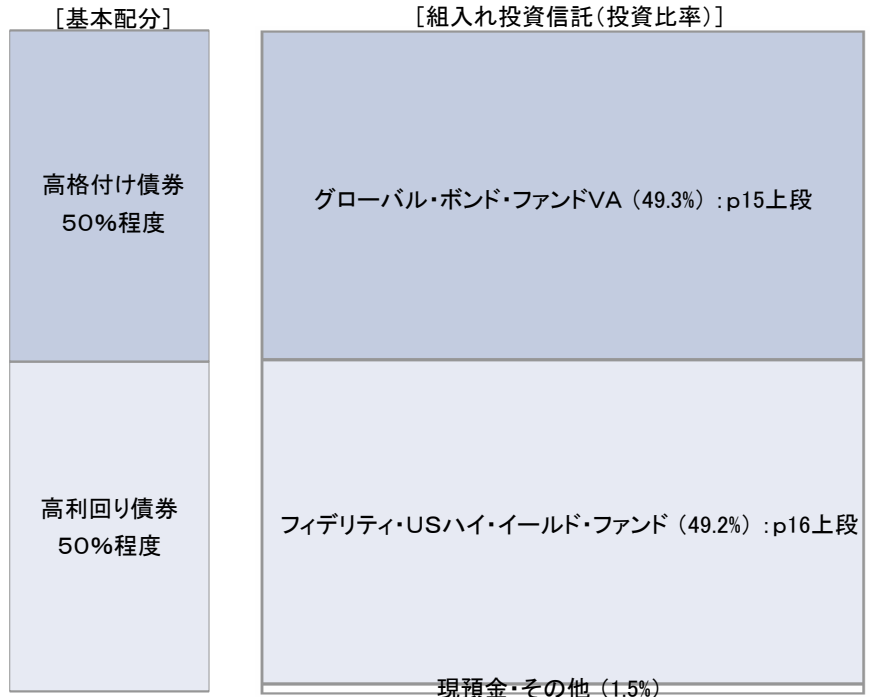 [基本配分]
[組入れ投資信託(投資比率)]
高格付け債券
50%程度
グローバル・ボンド・ファンドVA (49.3%) :p15上段
高利回り債券
50%程度
フィデリティ・USハイ・イールド・ファンド (49.2%) :p16上段
現預金・その他 (1.5%)